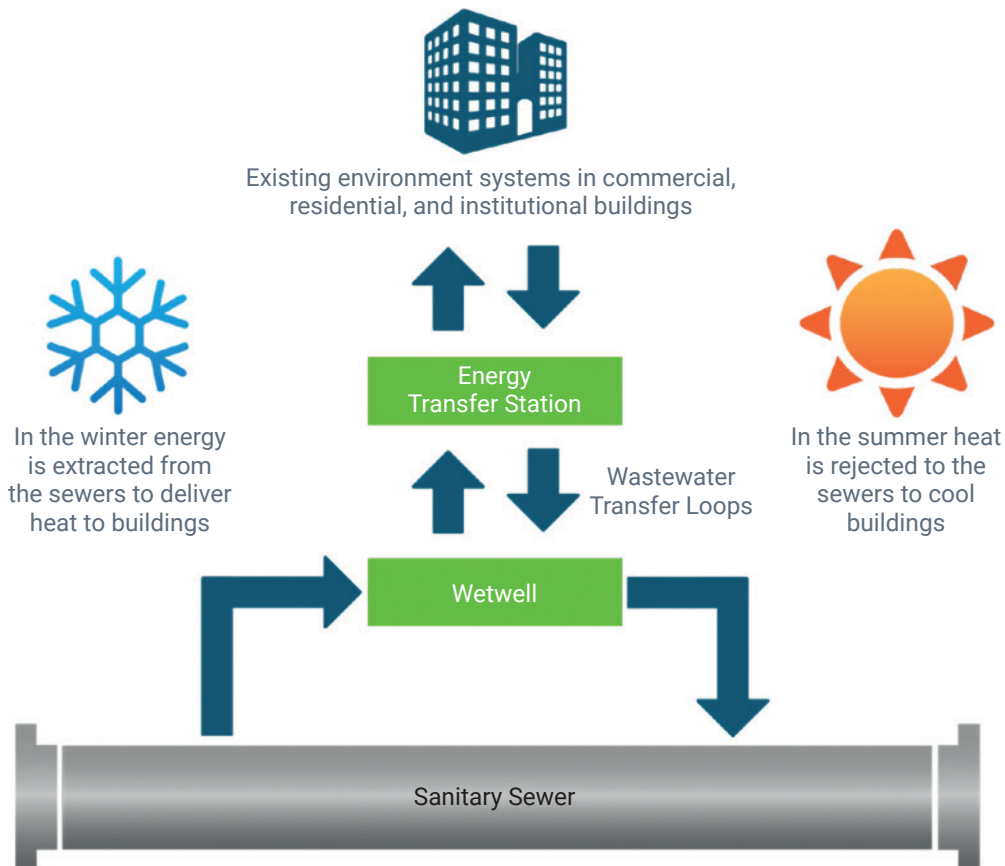 Existing environment systems in commercial,
residential, and institutional buildings
In the winter energy
is extracted from
the sewers to deliver
heat to buildings
Energy
Transfer Station
In the summer heat
is rejected to the
sewers to cool
buildings
Wastewater
Transfer Loops
Wetwell
Sanitary Sewer